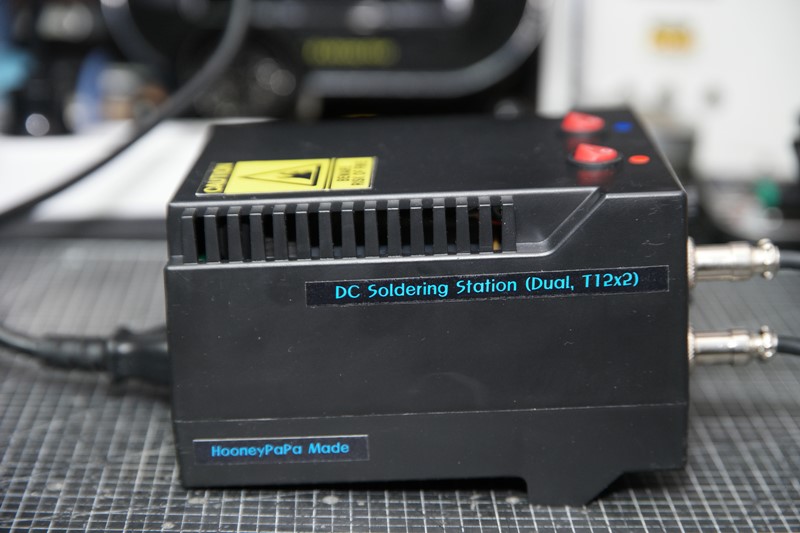 CAUTION
DC Soldering Station (Dual, T12x2)
HooneyPaPa Made